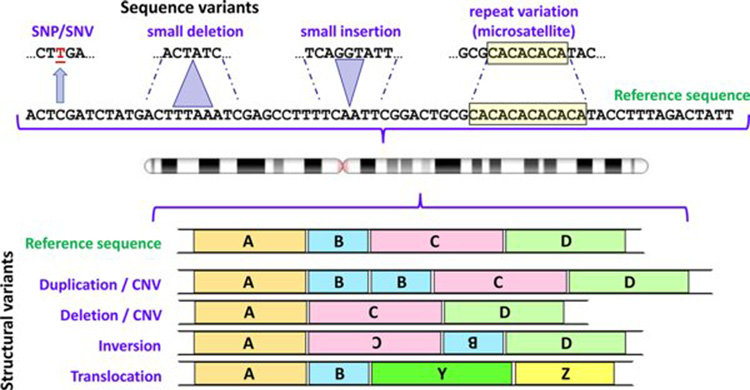 Sequence variants
SNP/SNV
small deletion
small insertion
repeat variation
(microsatellite)
...CTTGA...
...ACTATC...
...TCAGGTATT...
...GCGCACACACATAC...
Reference sequence
ACTCGATCTATGACTTTAAATCGAGCCTTTTCAATTCGGACTGCGCACACACACACATACCTTTAGACTATT
Structural variants
Reference sequence A B C D
Duplication / CNV A B B C D
Deletion / CNV A C D
Inversion A C B D
Translocation A B Y Z